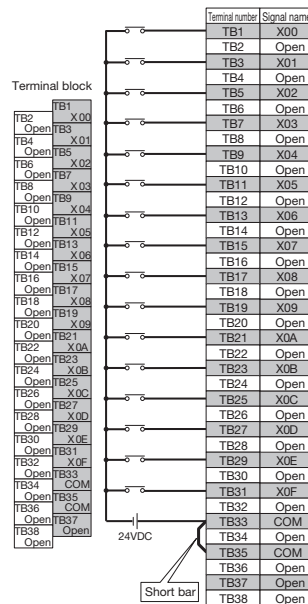 Terminal block
TB1
X00
TB2
Open
TB3
X01
TB4
Open
TB5
X02
TB6
Open
TB7
X03
TB8
Open
TB9
X04
TB10
Open
TB11
X05
TB12
Open
TB13
X06
TB14
Open
TB15
X07
TB16
Open
TB17
X08
TB18
Open
TB19
X09
TB20
Open
TB21
X0A
TB22
Open
TB23
X0B
TB24
Open
TB25
X0C
TB26
Open
TB27
X0D
TB28
Open
TB29
X0E
TB30
Open
TB31
X0F
TB32
Open
TB33
COM
TB34
Open
TB35
COM
TB36
Open
TB37
Open
TB38
Open
24VDC
Short bar
Terminal number Signal name
TB1 X00
TB2 Open
TB3 X01
TB4 Open
TB5 X02
TB6 Open
TB7 X03
TB8 Open
TB9 X04
TB10 Open
TB11 X05
TB12 Open
TB13 X06
TB14 Open
TB15 X07
TB16 Open
TB17 X08
TB18 Open
TB19 X09
TB20 Open
TB21 X0A
TB22 Open
TB23 X0B
TB24 Open
TB25 X0C
TB26 Open
TB27 X0D
TB28 Open
TB29 X0E
TB30 Open
TB31 X0F
TB32 Open
TB33 COM
TB34 Open
TB35 COM
TB36 Open
TB37 Open
TB38 Open